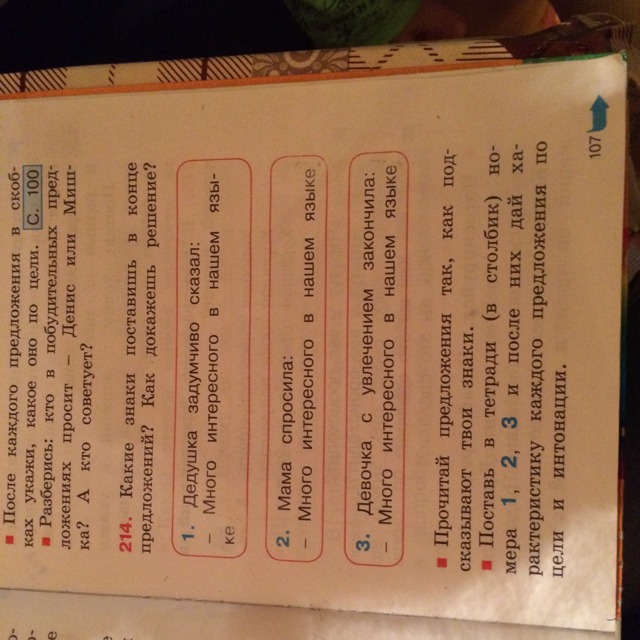 ■ После каждого предложения в скоб-
ках укажи, какое оно по цели. С. 100
■ Разберись: кто в побудительных пред-
ложениях просит – Денис или Миш-
ка? А кто советует?
214. Какие знаки поставишь в конце
предложений? Как докажешь решение?
1. Дедушка задумчиво сказал:
– Много интересного в нашем язы-
ке
2. Мама спросила:
– Много интересного в нашем языке
3. Девочка с увлечением закончила:
– Много интересного в нашем языке
■ Прочитай предложения так, как под-
сказывают твои знаки.
■ Поставь в тетради (в столбик) но-
мера 1, 2, 3 и после них дай ха-
рактеристику каждого предложения по
цели и интонации.
107